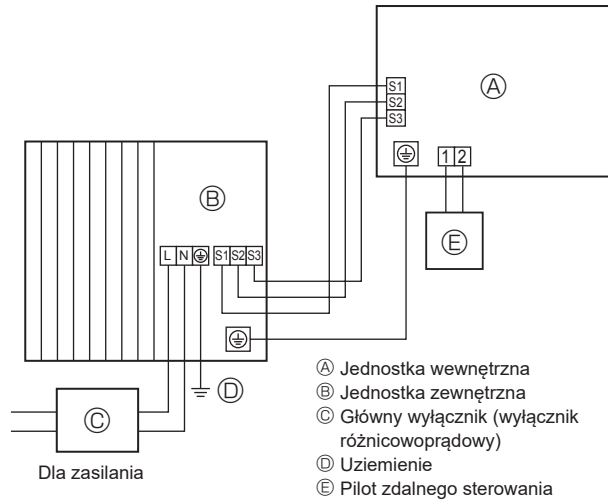 S1
S2
S3
Ⓐ
1 2
Ⓑ
Ⓔ
L N S1 S2 S3
Ⓓ
Ⓒ
Dla zasilania
Ⓐ Jednostka wewnętrzna
Ⓑ Jednostka zewnętrzna
Ⓒ Główny wyłącznik (wyłącznik
różnicowoprądowy)
Ⓓ Uziemienie
Ⓔ Pilot zdalnego sterowania